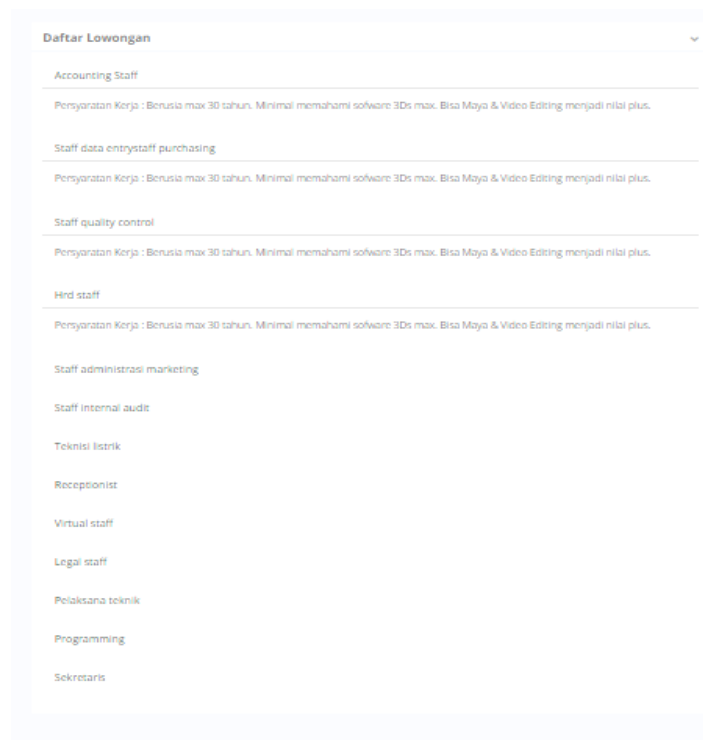 Daftar Lowongan
Accounting Staff
Persyaratan Kerja : Berusia max 30 tahun. Minimal memahami sofware 3Ds max. Bisa Maya & Video Editing menjadi nilai plus.
Staff data entrystaff purchasing
Persyaratan Kerja : Berusia max 30 tahun. Minimal memahami sofware 3Ds max. Bisa Maya & Video Editing menjadi nilai plus.
Staff quality control
Persyaratan Kerja : Berusia max 30 tahun. Minimal memahami sofware 3Ds max. Bisa Maya & Video Editing menjadi nilai plus.
Hrd staff
Persyaratan Kerja : Berusia max 30 tahun. Minimal memahami sofware 3Ds max. Bisa Maya & Video Editing menjadi nilai plus.
Staff administrasi marketing
Staff internal audit
Teknisi listrik
Receptionist
Virtual staff
Legal staff
Pelaksana teknik
Programming
Sekretaris